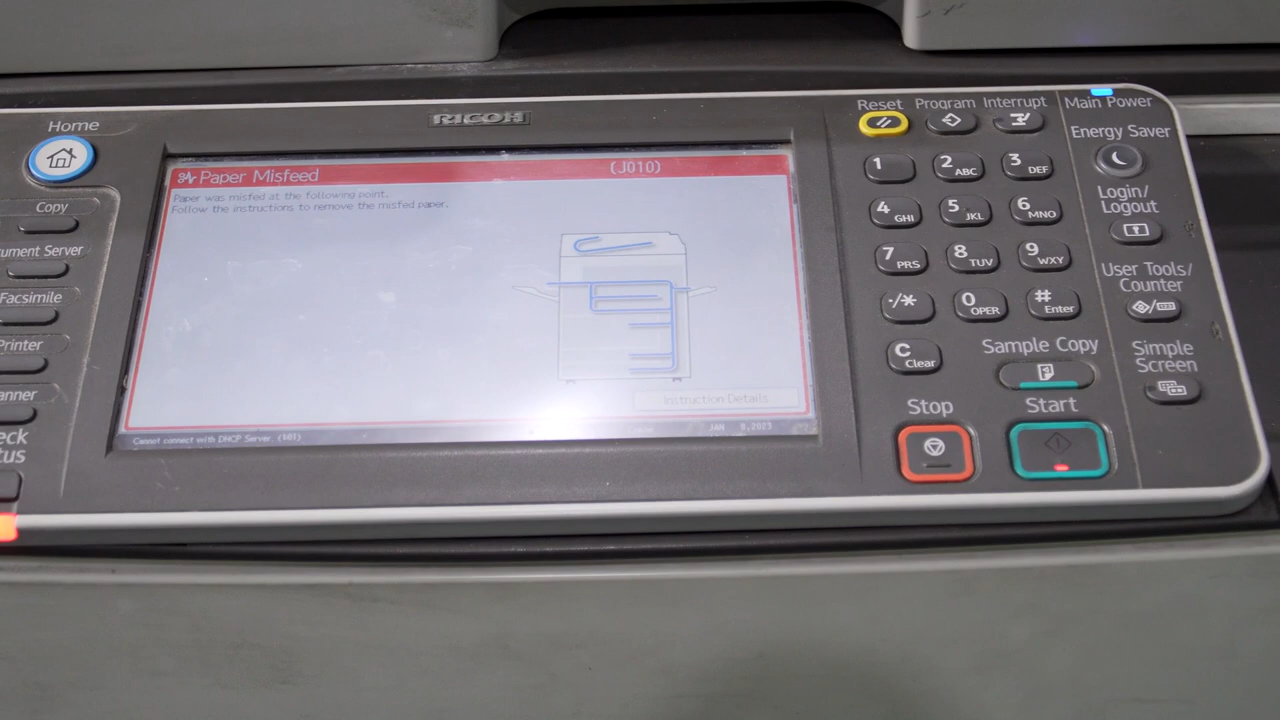 RICOH
Home
Copy
ument Server
Facsimile
Printer
anner
eck
tus
Paper Misfeed (J010)
Paper was misfed at the following point.
Follow the instructions to remove the misfed paper.
Instruction Details
Cannot connect with DHCP Server. (101)
JAN 8,2023
Reset Program Interrupt
1
2 ABC
3 DEF
4 GHI
5 JKL
6 MNO
7 PRS
8 TUV
9 WXY
·/*
0 OPER
# Enter
C Clear
Sample Copy
Stop
Start
Main Power
Energy Saver
Login/
Logout
User Tools/
Counter
Simple
Screen